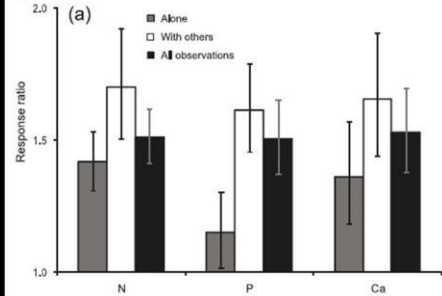 (a)
Alone
With others
All observations
2.0
1.5
1.0
Response ratio
N P Ca